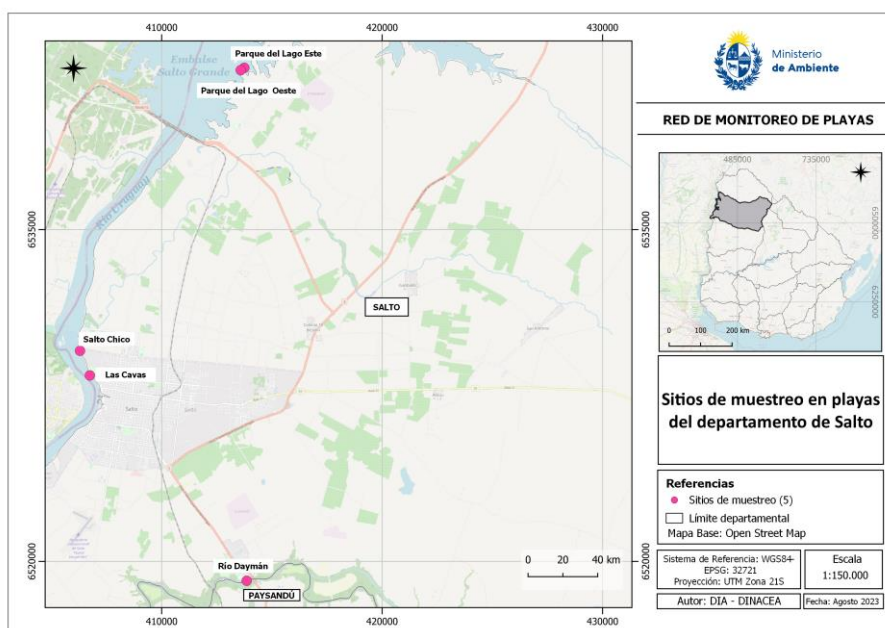 410000
420000
430000
Parque del Lago Este
Embalse
Salto Grande
Parque del Lago Oeste
Río Uruguay
6535000
6535000
SALTO
Salto Chico
Las Cavas
Salto
6520000
6520000
Río Daymán
PAYSANDÚ
0 20 40 km
410000
420000
430000
Ministerio
de Ambiente
RED DE MONITOREO DE PLAYAS
485000
735000
6500000
6250000
0 100 200 km
Sitios de muestreo en playas
del departamento de Salto
Referencias
Sitios de muestreo (5)
Límite departamental
Mapa Base: Open Street Map
Sistema de Referencia: WGS84-
EPSG: 32721
Proyección: UTM Zona 21S
Escala
1:150.000
Autor: DIA - DINACEA
Fecha: Agosto 2023